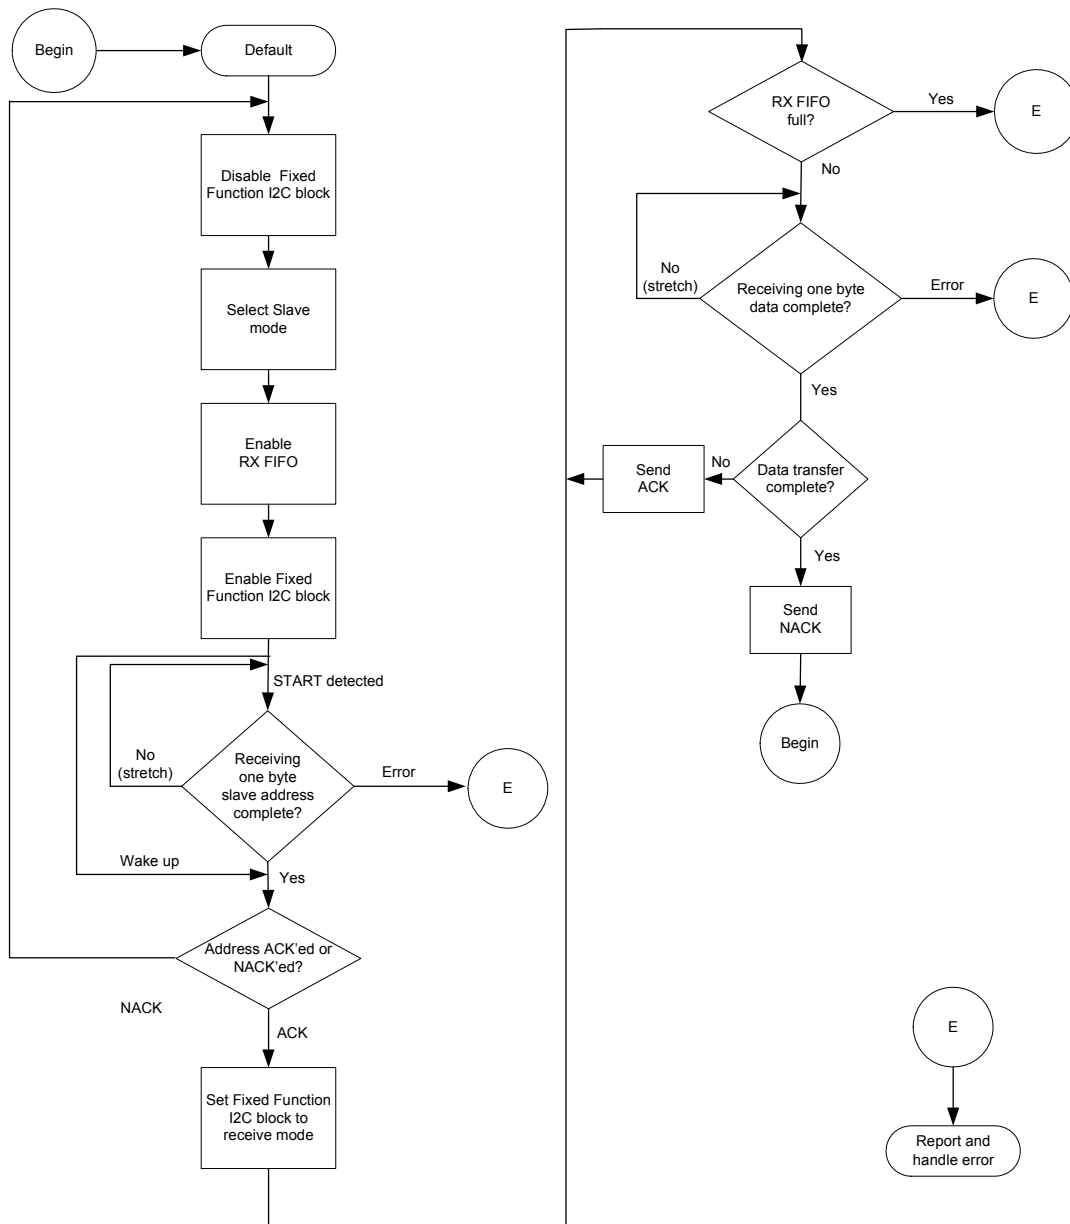 Begin
Default
Disable Fixed
Function I2C block
Select Slave
mode
Enable
RX FIFO
Enable Fixed
Function I2C block
START detected
No
(stretch)
Receiving
one byte
slave address
complete?
Error
E
Wake up
Yes
Address ACK'ed or
NACK'ed?
NACK
ACK
Set Fixed Function
I2C block to
receive mode
RX FIFO
full?
Yes
E
No
No
(stretch)
Receiving one byte
data complete?
Error
E
Yes
Data transfer
complete?
No
Send
ACK
Yes
Send
NACK
Begin
E
Report and
handle error